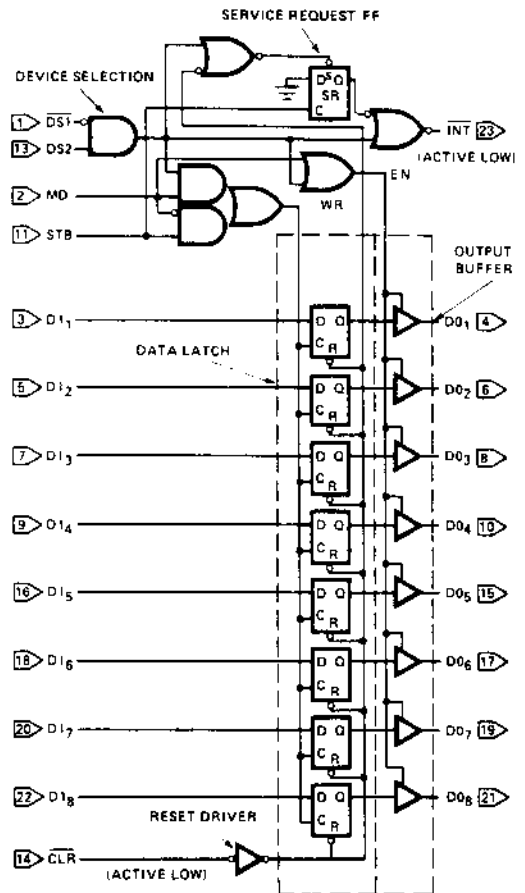 SERVICE REQUEST FF
DEVICE SELECTION
D S Q
SR
C
1 DS1
13 DS2
INT 23
(ACTIVE LOW)
2 MD
EN
WR
11 STB
OUTPUT
BUFFER
3 DI1
D Q
C R
DO1 4
DATA LATCH
5 DI2
D Q
C R
DO2 6
7 DI3
D Q
C R
DO3 8
9 DI4
D Q
C R
DO4 10
16 DI5
D Q
C R
DO5 15
18 DI6
D Q
C R
DO6 17
20 DI7
D Q
C R
DO7 19
22 DI8
D Q
C R
DO8 21
RESET DRIVER
14 CLR
(ACTIVE LOW)